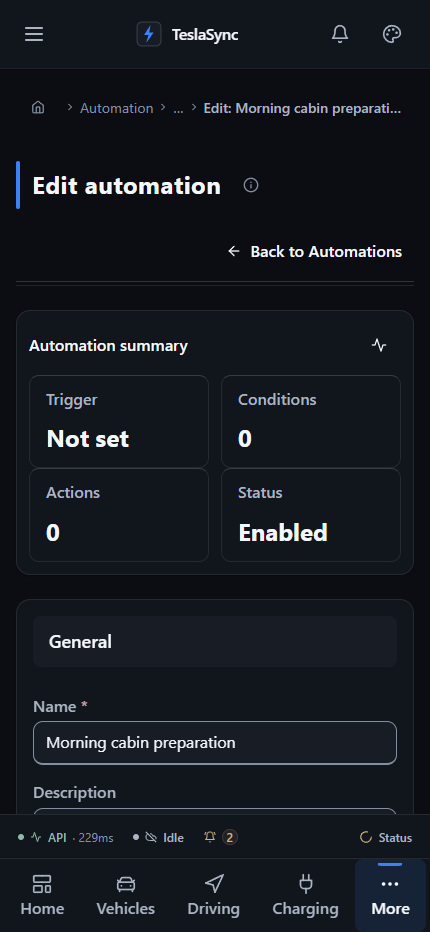 TeslaSync
Automation ... Edit: Morning cabin preparati...
Edit automation
Back to Automations
Automation summary
Trigger Conditions
Not set 0
Actions Status
0 Enabled
General
Name *
Morning cabin preparation
Description
API · 229ms Idle 2 Status
Home Vehicles Driving Charging More